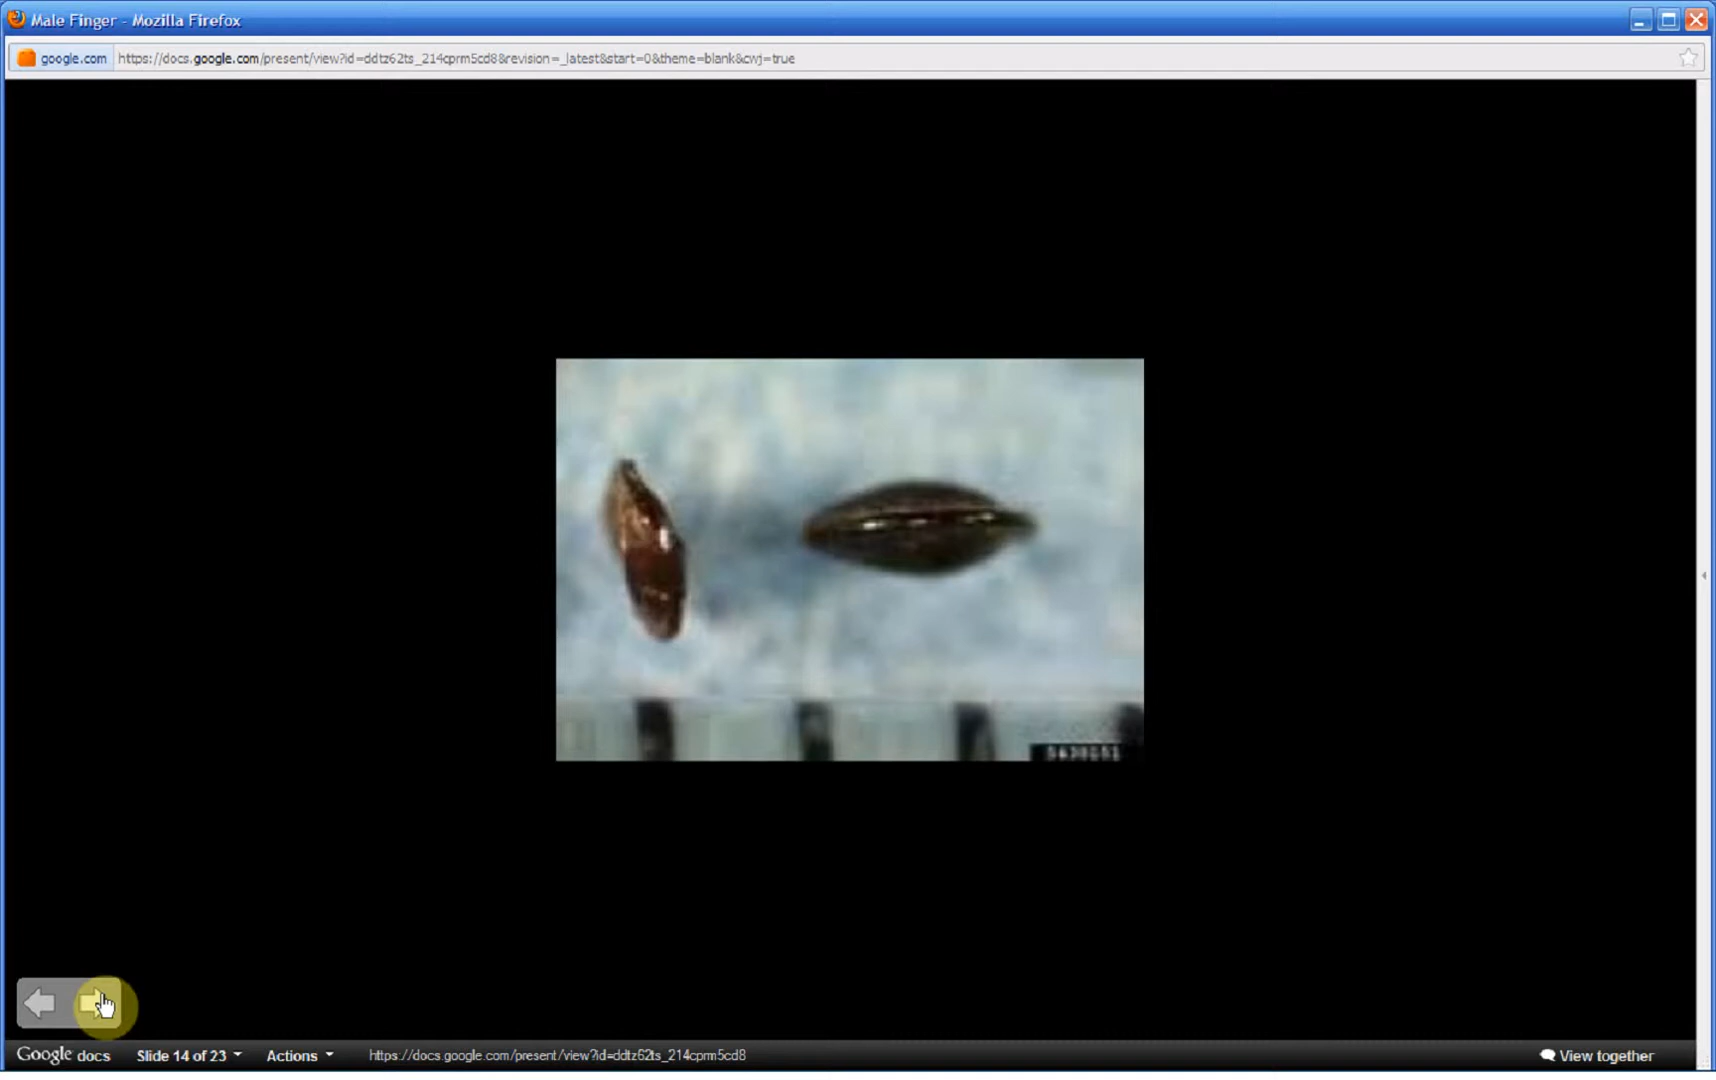 Male Finger - Mozilla Firefox
google.com https://docs.google.com/present/view?id=ddtz62ts_214cprm5cd8&revision=_latest&start=0&theme=blank&cwj=true
Google docs Slide 14 of 23 Actions https://docs.google.com/present/view?id=ddtz62ts_214cprm5cd8 View together